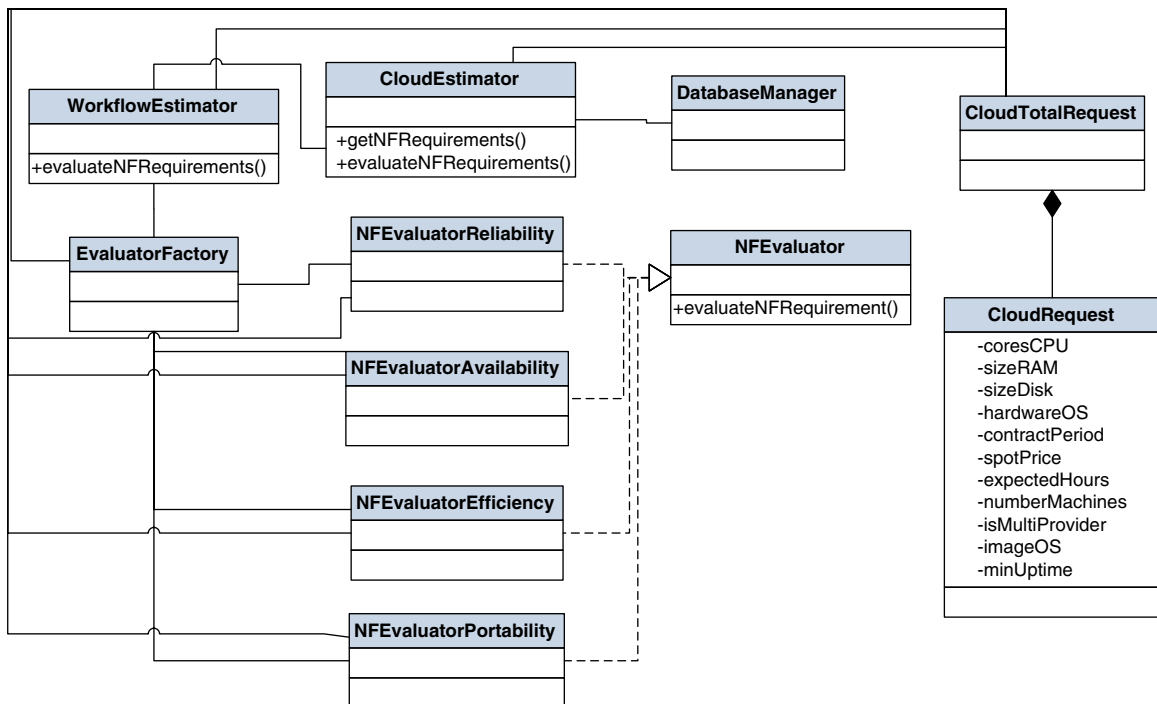 CloudEstimator
+getNFRequirements()
+evaluateNFRequirements()
WorkflowEstimator
+evaluateNFRequirements()
DatabaseManager
CloudTotalRequest
EvaluatorFactory
NFEvaluatorReliability
NFEvaluator
+evaluateNFRequirement()
NFEvaluatorAvailability
NFEvaluatorEfficiency
NFEvaluatorPortability
CloudRequest
-coresCPU
-sizeRAM
-sizeDisk
-hardwareOS
-contractPeriod
-spotPrice
-expectedHours
-numberMachines
-isMultiProvider
-imageOS
-minUptime